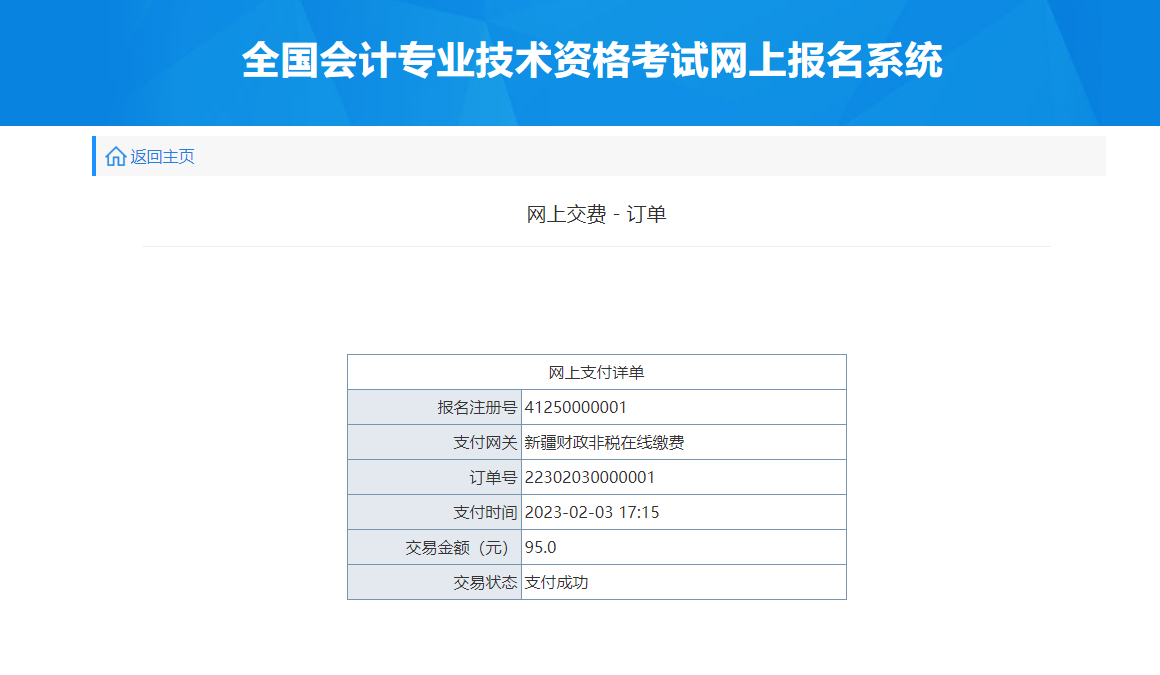 全国会计专业技术资格考试网上报名系统
返回主页
网上交费 - 订单
网上支付详单
报名注册号 41250000001
支付网关 新疆财政非税在线缴费
订单号 22302030000001
支付时间 2023-02-03 17:15
交易金额（元） 95.0
交易状态 支付成功